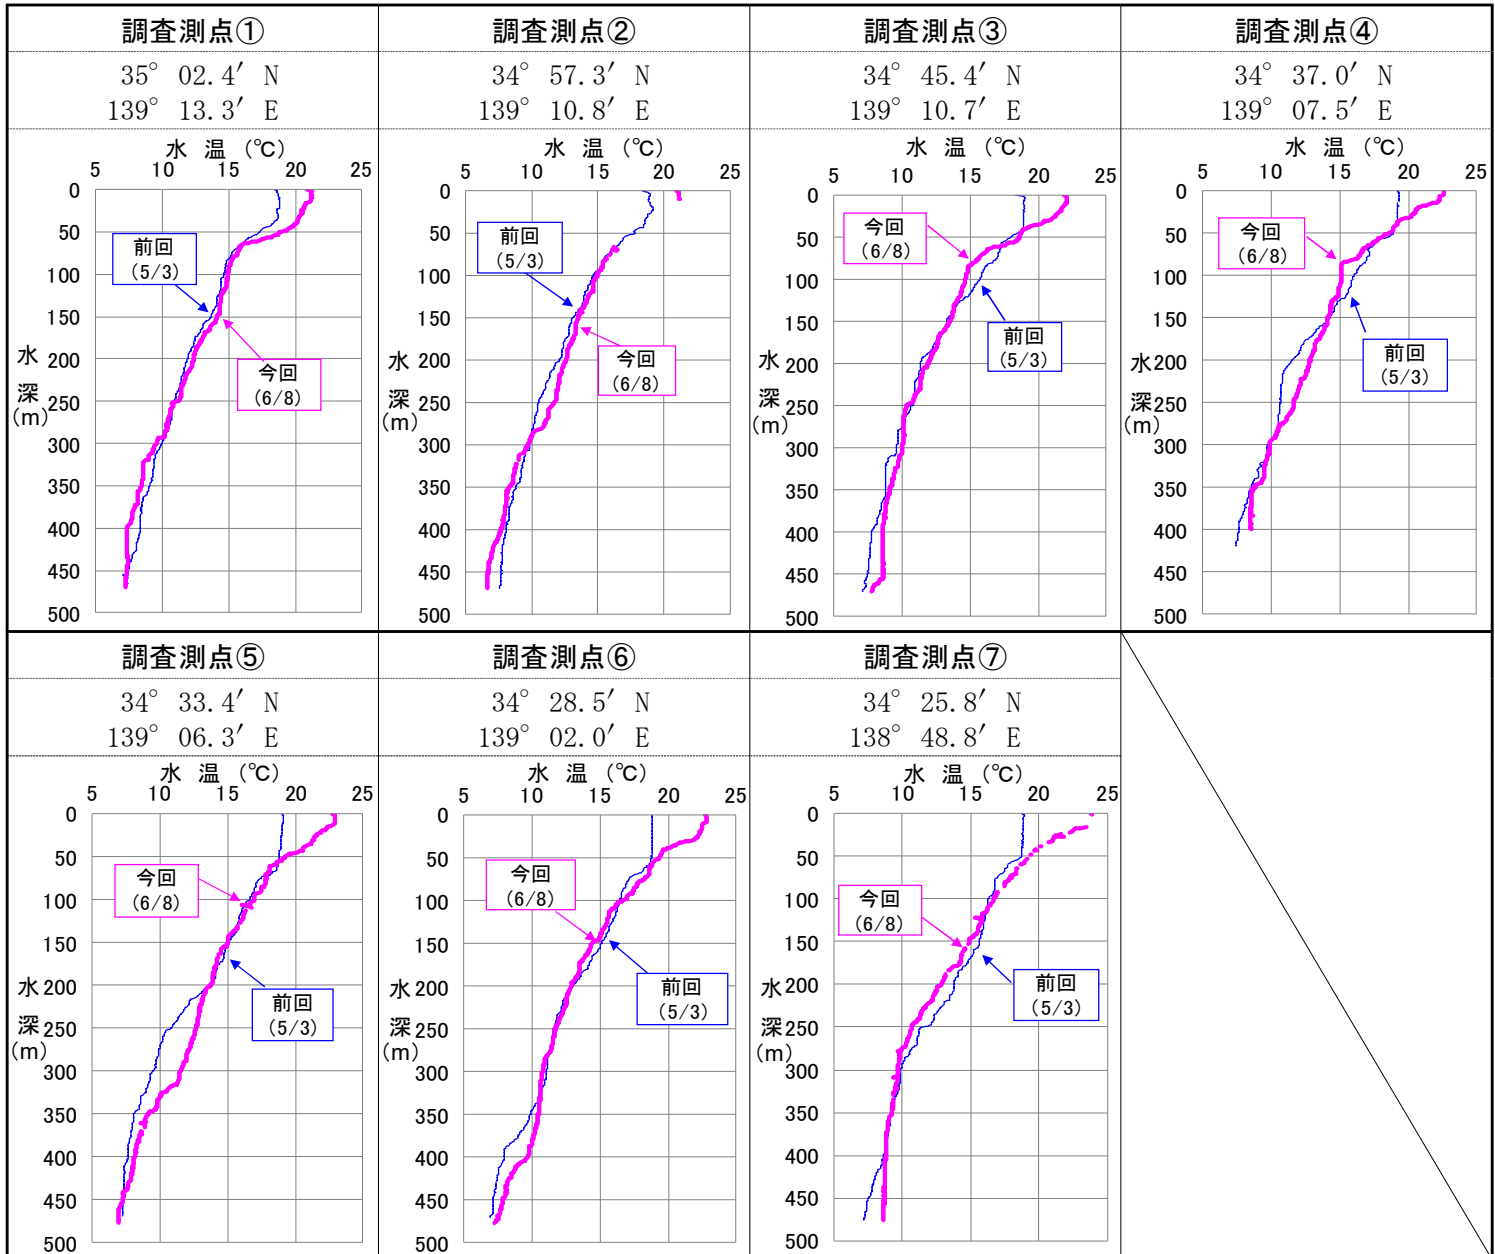 調査測点①
35° 02.4′ N
139° 13.3′ E
水 温 (℃)
5 10 15 20 25
0
50
100
150
200
250
300
350
400
450
500
水深(m)
前回
(5/3)
今回
(6/8)
調査測点②
34° 57.3′ N
139° 10.8′ E
水 温 (℃)
5 10 15 20 25
0
50
100
150
200
250
300
350
400
450
500
水深(m)
前回
(5/3)
今回
(6/8)
調査測点③
34° 45.4′ N
139° 10.7′ E
水 温 (℃)
5 10 15 20 25
0
50
100
150
200
250
300
350
400
450
500
水深(m)
今回
(6/8)
前回
(5/3)
調査測点④
34° 37.0′ N
139° 07.5′ E
水 温 (℃)
5 10 15 20 25
0
50
100
150
200
250
300
350
400
450
500
水深(m)
今回
(6/8)
前回
(5/3)
調査測点⑤
34° 33.4′ N
139° 06.3′ E
水 温 (℃)
5 10 15 20 25
0
50
100
150
200
250
300
350
400
450
500
水深(m)
今回
(6/8)
前回
(5/3)
調査測点⑥
34° 28.5′ N
139° 02.0′ E
水 温 (℃)
5 10 15 20 25
0
50
100
150
200
250
300
350
400
450
500
水深(m)
今回
(6/8)
前回
(5/3)
調査測点⑦
34° 25.8′ N
138° 48.8′ E
水 温 (℃)
5 10 15 20 25
0
50
100
150
200
250
300
350
400
450
500
水深(m)
今回
(6/8)
前回
(5/3)